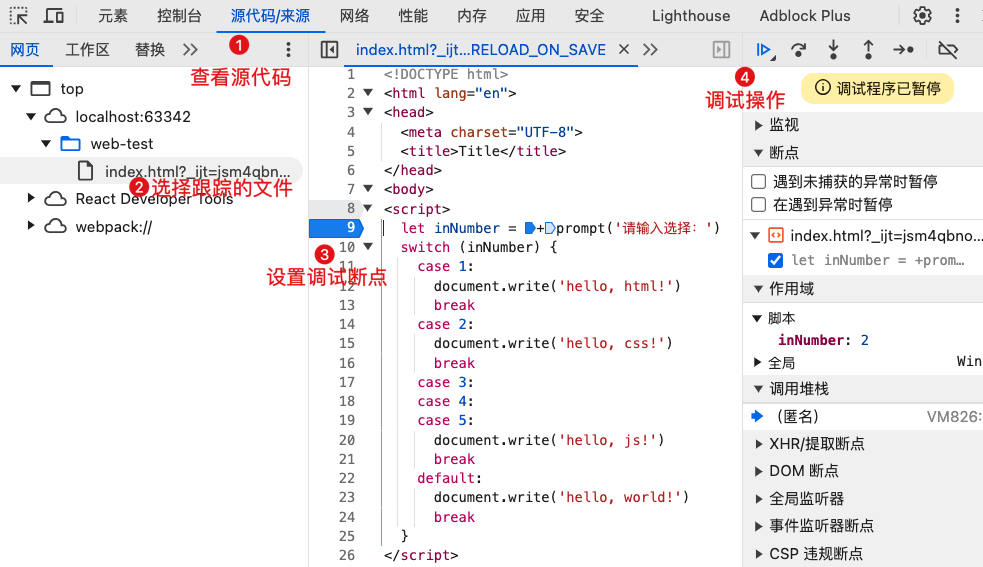 元素 控制台 源代码/来源 网络 性能 内存 应用 安全 Lighthouse Adblock Plus
网页 工作区 替换
1
查看源代码
top
localhost:63342
web-test
index.html?_ijt=jsm4qbn...
2选择跟踪的文件
React Developer Tools
webpack://
index.html?_ijt...RELOAD_ON_SAVE
1 <!DOCTYPE html>
2 <html lang="en">
3 <head>
4 <meta charset="UTF-8">
5 <title>Title</title>
6 </head>
7 <body>
8 <script>
9 let inNumber = +prompt('请输入选择：')
10 switch (inNumber) {
11 case 1:
12 document.write('hello, html!')
13 break
14 case 2:
15 document.write('hello, css!')
16 break
17 case 3:
18 case 4:
19 case 5:
20 document.write('hello, js!')
21 break
22 default:
23 document.write('hello, world!')
24 break
25 }
26 </script>
3
设置调试断点
4
调试操作
调试程序已暂停
监视
断点
遇到未捕获的异常时暂停
在遇到异常时暂停
index.html?_ijt=jsm4qbno...
let inNumber = +prom…
作用域
脚本
inNumber: 2
全局 Win
调用堆栈
(匿名) VM826:
XHR/提取断点
DOM 断点
全局监听器
事件监听器断点
CSP 违规断点